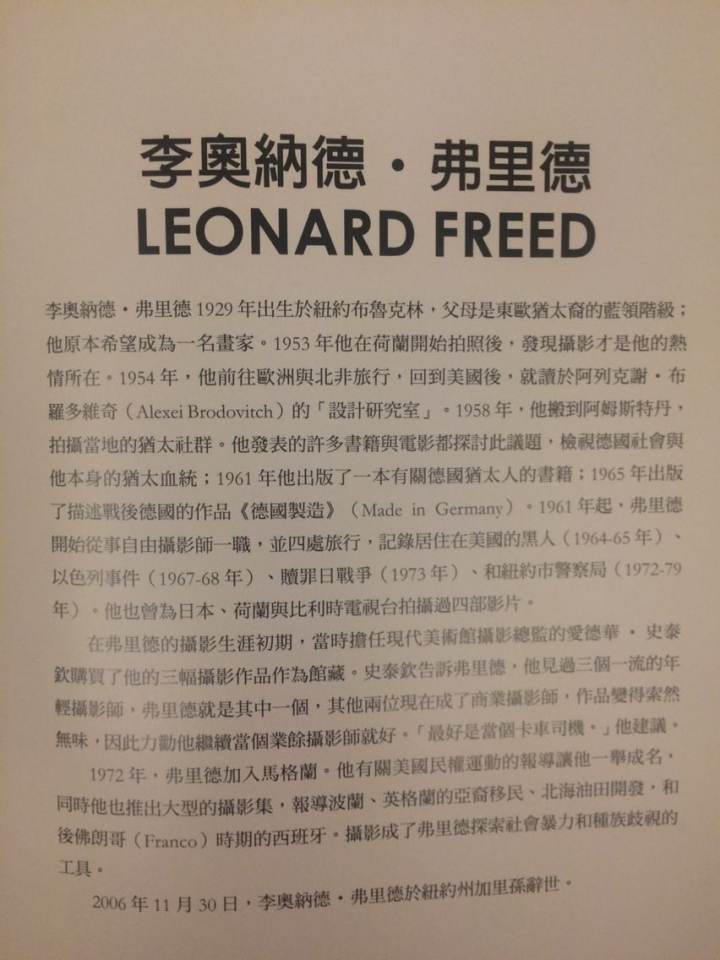 李奧納德・弗里德
LEONARD FREED
李奧納德・弗里德 1929 年出生於紐約布魯克林，父母是東歐猶太裔的藍領階級；
他原本希望成為一名畫家。1953 年他在荷蘭開始拍照後，發現攝影才是他的熱
情所在。1954 年，他前往歐洲與北非旅行，回到美國後，就讀於阿列克謝・布
羅多維奇（Alexei Brodovitch）的「設計研究室」。1958 年，他搬到阿姆斯特丹，
拍攝當地的猶太社群。他發表的許多書籍與電影都探討此議題，檢視德國社會與
他本身的猶太血統；1961 年他出版了一本有關德國猶太人的書籍；1965 年出版
了描述戰後德國的作品《德國製造》（Made in Germany）。1961 年起，弗里德
開始從事自由攝影師一職，並四處旅行，記錄居住在美國的黑人（1964-65 年）、
以色列事件（1967-68 年）、贖罪日戰爭（1973 年）、和紐約市警察局（1972-79
年）。他也曾為日本、荷蘭與比利時電視台拍攝過四部影片。
在弗里德的攝影生涯初期，當時擔任現代美術館攝影總監的愛德華・史泰
欽購買了他的三幅攝影作品作為館藏。史泰欽告訴弗里德，他見過三個一流的年
輕攝影師，弗里德就是其中一個，其他兩位現在成了商業攝影師，作品變得索然
無味，因此力勸他繼續當個業餘攝影師就好。「最好是當個卡車司機。」他建議。
1972 年，弗里德加入馬格蘭。他有關美國民權運動的報導讓他一舉成名，
同時他也推出大型的攝影集，報導波蘭、英格蘭的亞裔移民、北海油田開發，和
後佛朗哥（Franco）時期的西班牙。攝影成了弗里德探索社會暴力和種族歧視的
工具。
2006 年 11 月 30 日，李奧納德・弗里德於紐約州加里孫辭世。